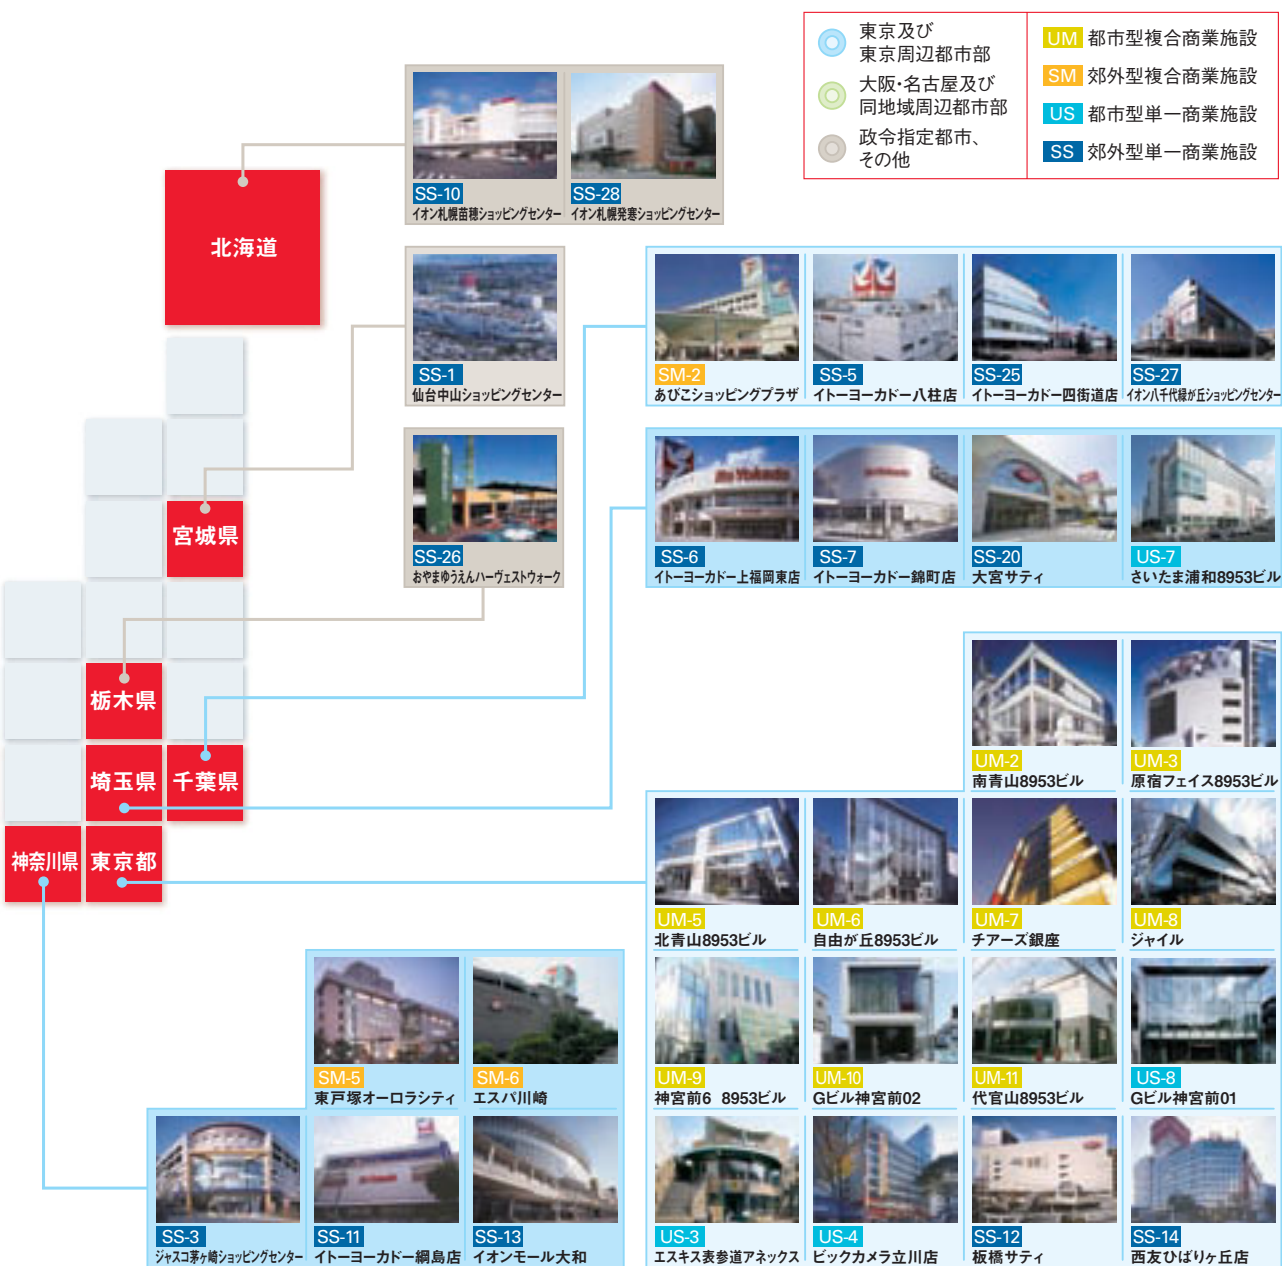 東京及び
東京周辺都市部
大阪・名古屋及び
同地域周辺都市部
政令指定都市、
その他
UM 都市型複合商業施設
SM 郊外型複合商業施設
US 都市型単一商業施設
SS 郊外型単一商業施設
北海道
SS-10
イオン札幌苗穂ショッピングセンター
SS-28
イオン札幌発寒ショッピングセンター
宮城県
SS-1
仙台中山ショッピングセンター
栃木県
SS-26
おやまゆうえんハーヴェストウォーク
千葉県
SM-2
あびこショッピングプラザ
SS-5
イトーヨーカドー八柱店
SS-25
イトーヨーカドー四街道店
SS-27
イオン八千代緑が丘ショッピングセンター
埼玉県
SS-6
イトーヨーカドー上福岡東店
SS-7
イトーヨーカドー錦町店
SS-20
大宮サティ
US-7
さいたま浦和8953ビル
東京都
UM-2
南青山8953ビル
UM-3
原宿フェイス8953ビル
UM-5
北青山8953ビル
UM-6
自由が丘8953ビル
UM-7
チアーズ銀座
UM-8
ジャイル
UM-9
神宮前6 8953ビル
UM-10
Gビル神宮前02
UM-11
代官山8953ビル
US-8
Gビル神宮前01
US-3
エスキス表参道アネックス
US-4
ビックカメラ立川店
SS-12
板橋サティ
SS-14
西友ひばりヶ丘店
神奈川県
SM-5
東戸塚オーロラシティ
SM-6
エスパ川崎
SS-3
ジャスコ茅ヶ崎ショッピングセンター
SS-11
イトーヨーカドー綱島店
SS-13
イオンモール大和